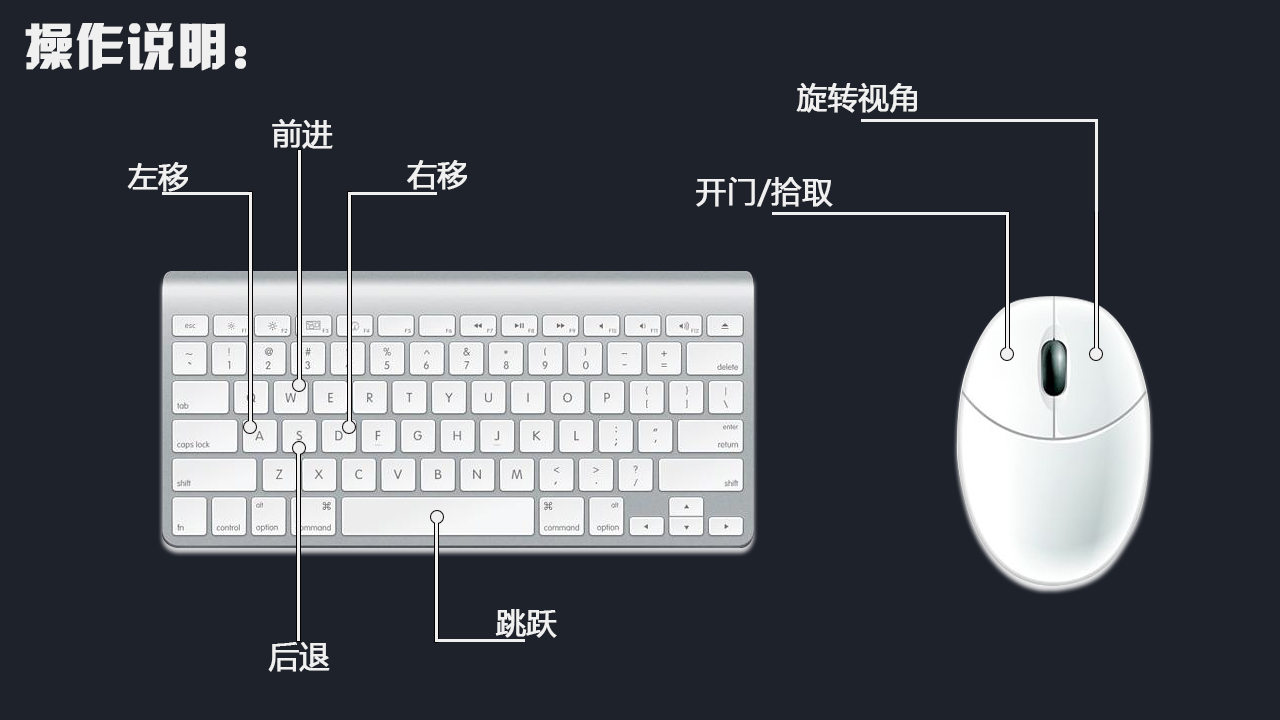 操作说明：
旋转视角
前进
左移
右移
开门/拾取
esc F1 F2 F3 F4 F5 F6 F7 F8 F9 F10 F11 F12
~ ! @ # % ^ & * ( ) _ +
` 1 2 3 5 6 7 8 9 0 - = delete
tab Q W E R T Y U I O P { [ } ] | \
caps lock A S D F G H J K L : ; " ' enter return
shift Z X C V B N M < , > . ? / shift
fn control alt option ⌘ command ⌘ command alt option
跳跃
后退